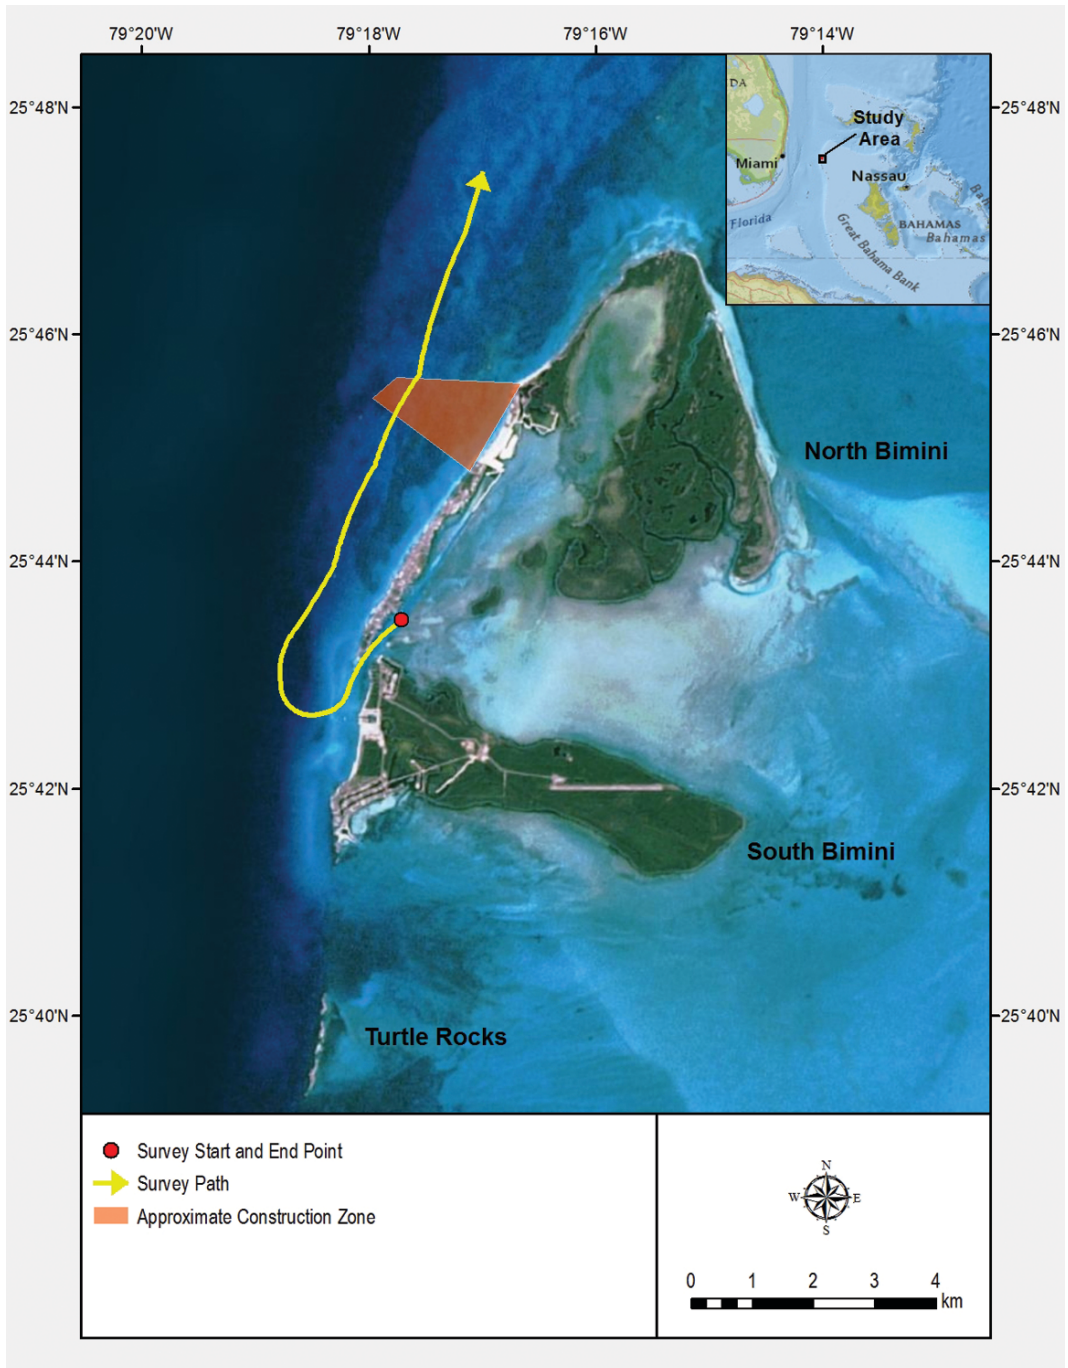 79°20'W 79°18'W 79°16'W 79°14'W
25°48'N 25°48'N
DA
Study
Area
Miami
Nassau
Florida
BAHAMAS
Bahamas
Great Bahama Bank
Bah
25°46'N 25°46'N
North Bimini
25°44'N 25°44'N
25°42'N 25°42'N
South Bimini
25°40'N 25°40'N
Turtle Rocks
Survey Start and End Point
Survey Path
Approximate Construction Zone
N
W E
S
0 1 2 3 4
km